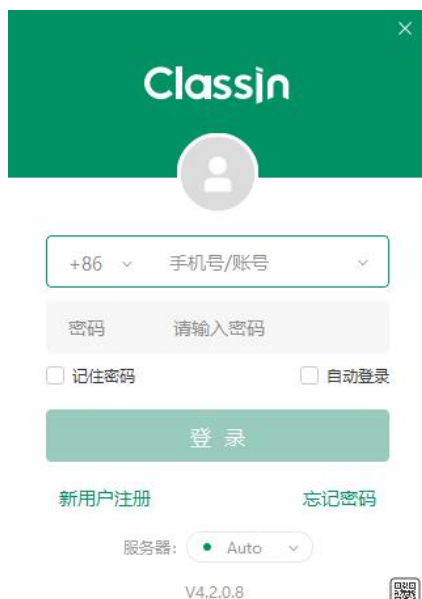 ClassIn
+86 手机号/账号
密码 请输入密码
记住密码 自动登录
登 录
新用户注册 忘记密码
服务器: Auto
V4.2.0.8